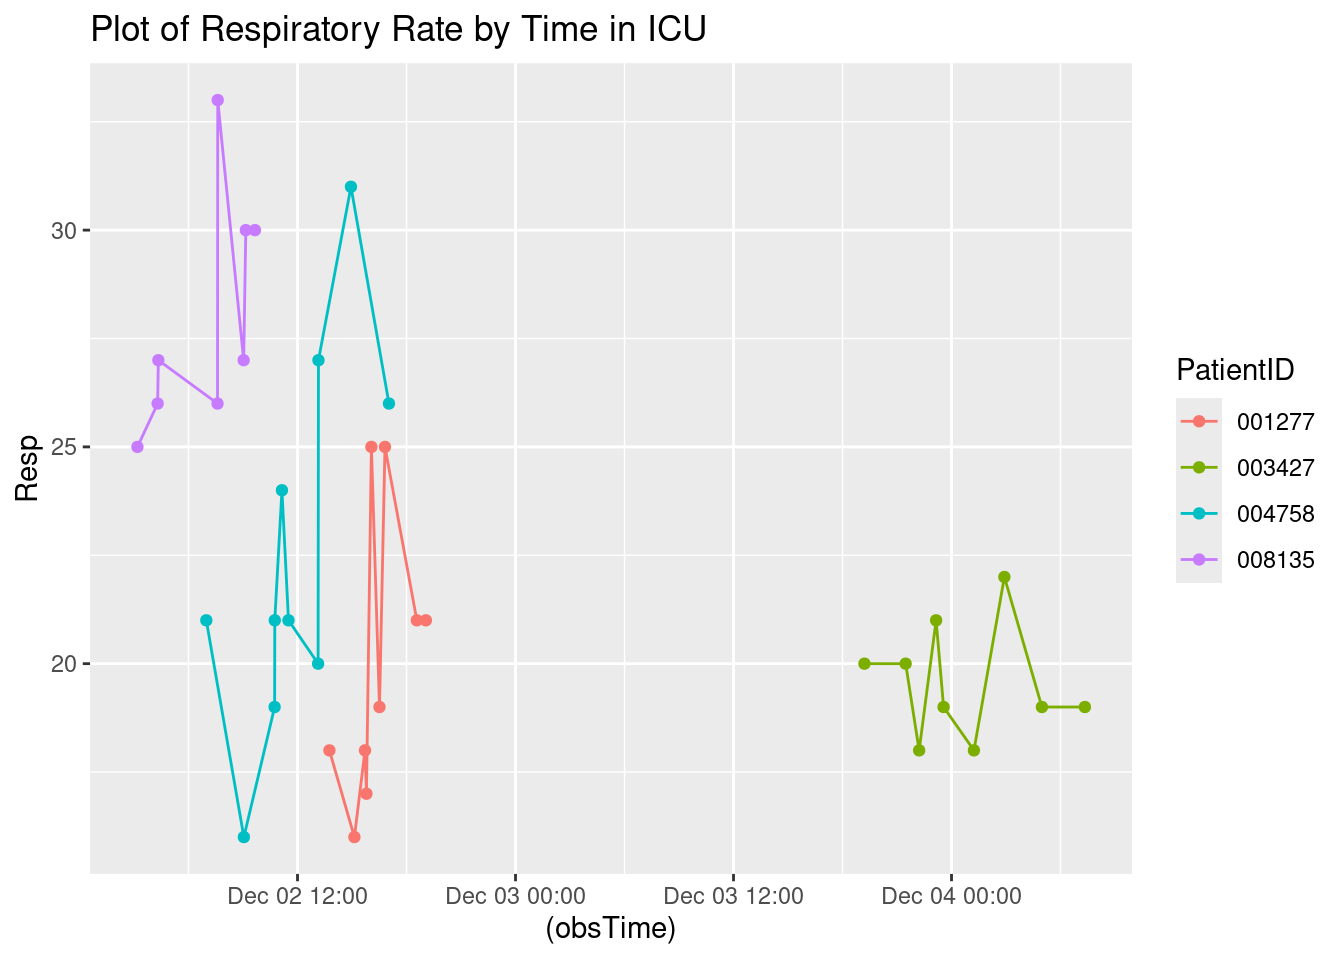 Plot of Respiratory Rate by Time in ICU
Resp
30
25
20
Dec 02 12:00 Dec 03 00:00 Dec 03 12:00 Dec 04 00:00
(obsTime)
PatientID
001277
003427
004758
008135